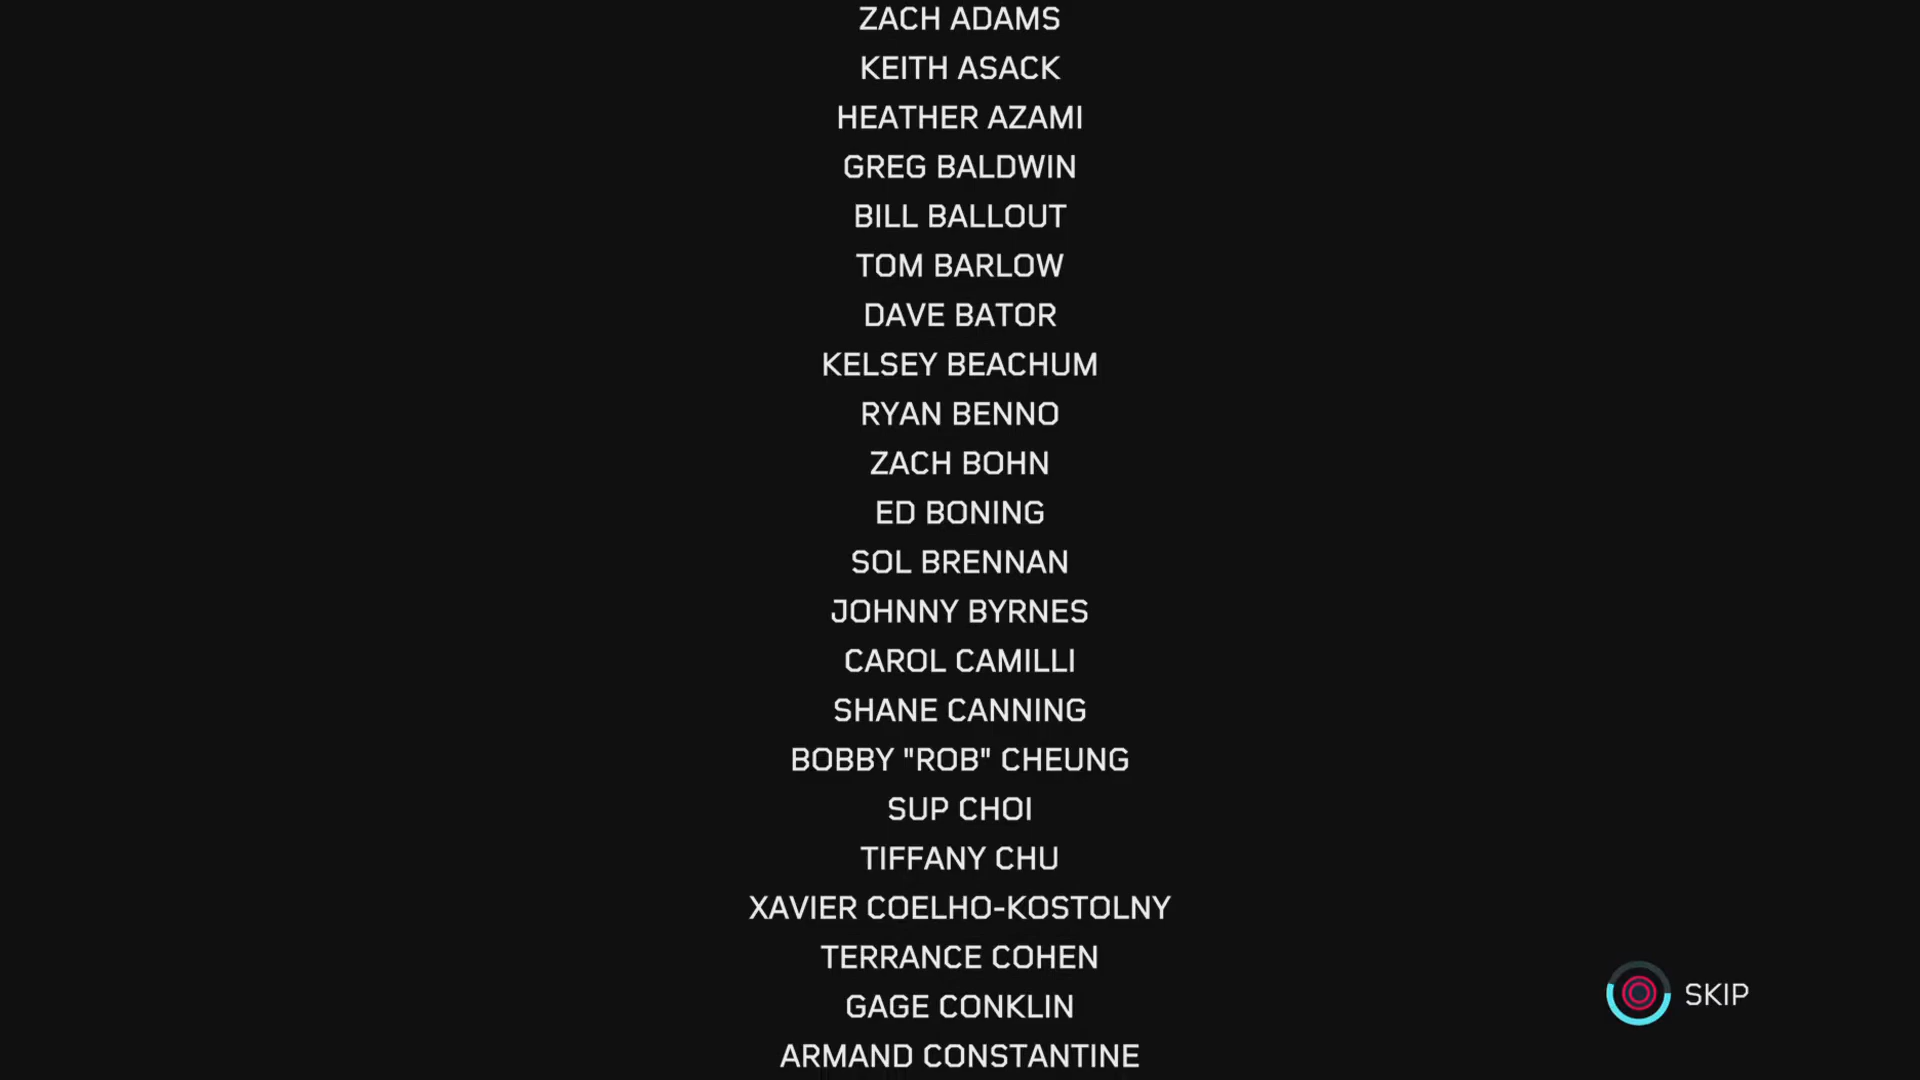 ZACH ADAMS
KEITH ASACK
HEATHER AZAMI
GREG BALDWIN
BILL BALLOUT
TOM BARLOW
DAVE BATOR
KELSEY BEACHUM
RYAN BENNO
ZACH BOHN
ED BONING
SOL BRENNAN
JOHNNY BYRNES
CAROL CAMILLI
SHANE CANNING
BOBBY "ROB" CHEUNG
SUP CHOI
TIFFANY CHU
XAVIER COELHO-KOSTOLNY
TERRANCE COHEN
GAGE CONKLIN
SKIP
ARMAND CONSTANTINE